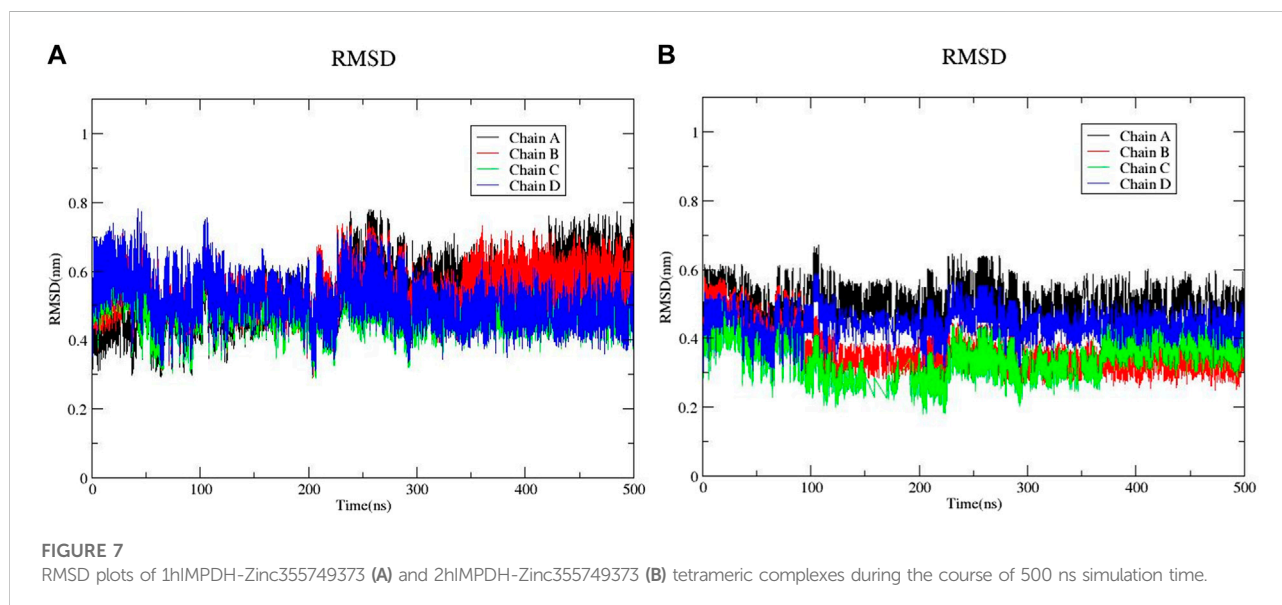 A
RMSD
1
0.8
0.6
0.4
0.2
0
RMSD(nm)
Chain A
Chain B
Chain C
Chain D
0 100 200 300 400 500
Time(ns)
B
RMSD
1
0.8
0.6
0.4
0.2
0
RMSD(nm)
Chain A
Chain B
Chain C
Chain D
0 100 200 300 400 500
Time(ns)
FIGURE 7
RMSD plots of 1hIMPDH-Zinc355749373 (A) and 2hIMPDH-Zinc355749373 (B) tetrameric complexes during the course of 500 ns simulation time.